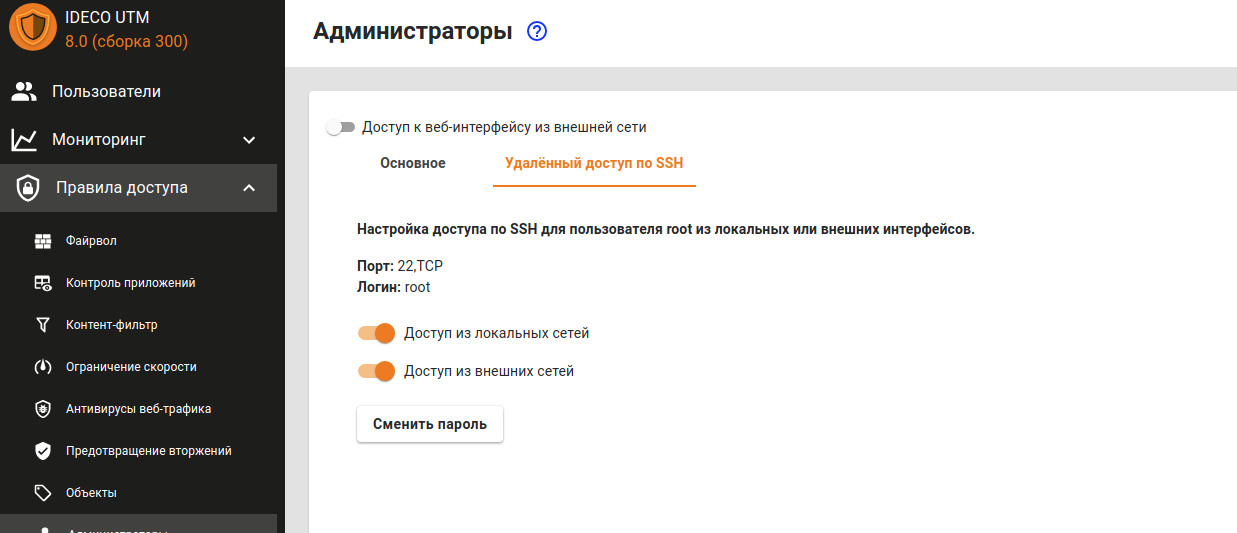 IDECO UTM
8.0 (сборка 300)
Пользователи
Мониторинг
Правила доступа
Файрвол
Контроль приложений
Контент-фильтр
Ограничение скорости
Антивирусы веб-трафика
Предотвращение вторжений
Объекты
Администраторы
Администраторы
Доступ к веб-интерфейсу из внешней сети
Основное
Удалённый доступ по SSH
Настройка доступа по SSH для пользователя root из локальных или внешних интерфейсов.
Порт: 22,TCP
Логин: root
Доступ из локальных сетей
Доступ из внешних сетей
Сменить пароль